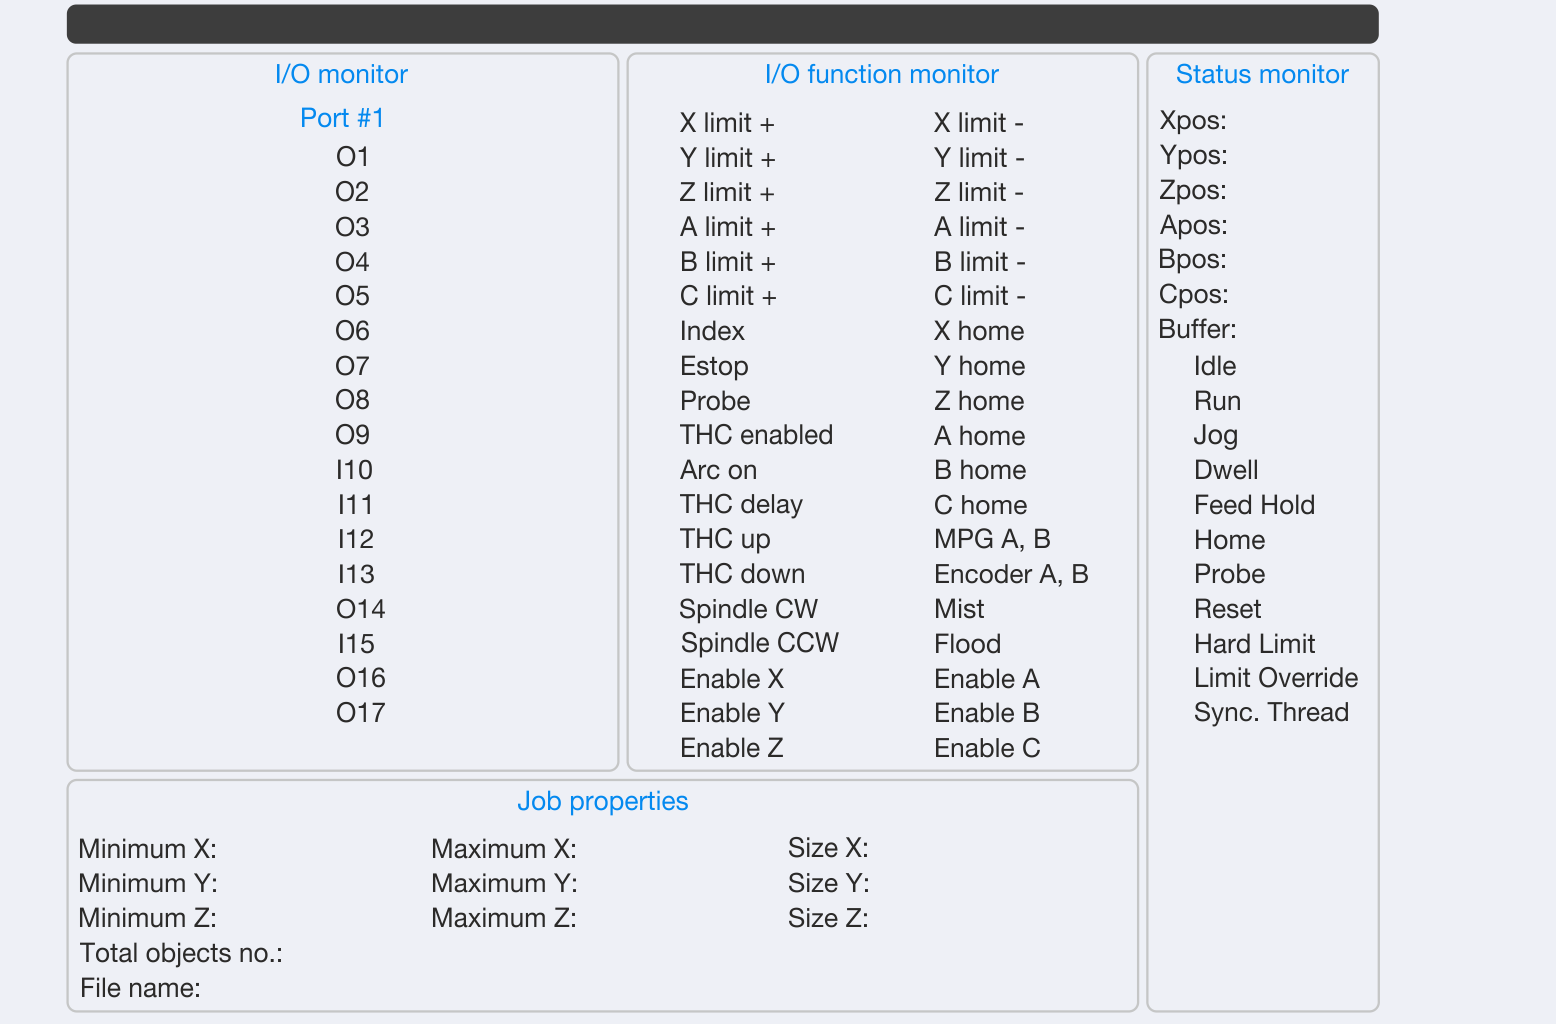 I/O monitor
Port #1
O1
O2
O3
O4
O5
O6
O7
O8
O9
I10
I11
I12
I13
O14
I15
O16
O17
I/O function monitor
X limit +
Y limit +
Z limit +
A limit +
B limit +
C limit +
Index
Estop
Probe
THC enabled
Arc on
THC delay
THC up
THC down
Spindle CW
Spindle CCW
Enable X
Enable Y
Enable Z
X limit -
Y limit -
Z limit -
A limit -
B limit -
C limit -
X home
Y home
Z home
A home
B home
C home
MPG A, B
Encoder A, B
Mist
Flood
Enable A
Enable B
Enable C
Status monitor
Xpos:
Ypos:
Zpos:
Apos:
Bpos:
Cpos:
Buffer:
Idle
Run
Jog
Dwell
Feed Hold
Home
Probe
Reset
Hard Limit
Limit Override
Sync. Thread
Job properties
Minimum X: Maximum X: Size X:
Minimum Y: Maximum Y: Size Y:
Minimum Z: Maximum Z: Size Z:
Total objects no.:
File name: